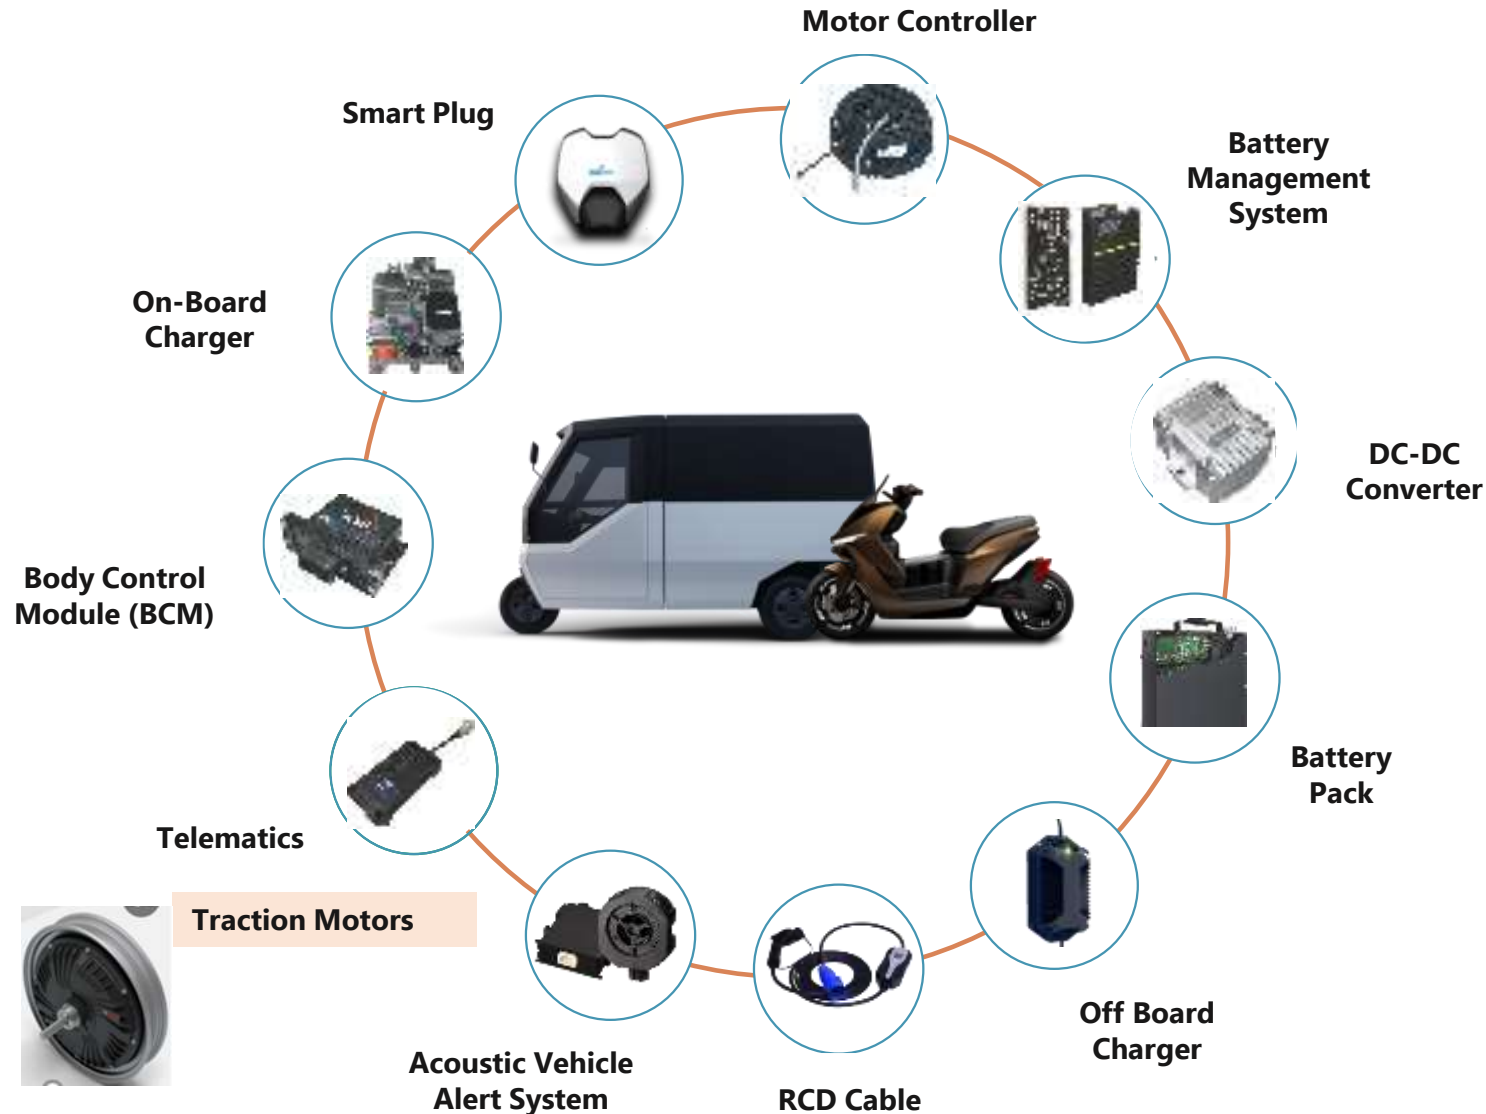 Motor Controller
Smart Plug
Battery
Management
System
On-Board
Charger
DC-DC
Converter
Body Control
Module (BCM)
Battery
Pack
Telematics
Traction Motors
Off Board
Charger
Acoustic Vehicle
Alert System
RCD Cable